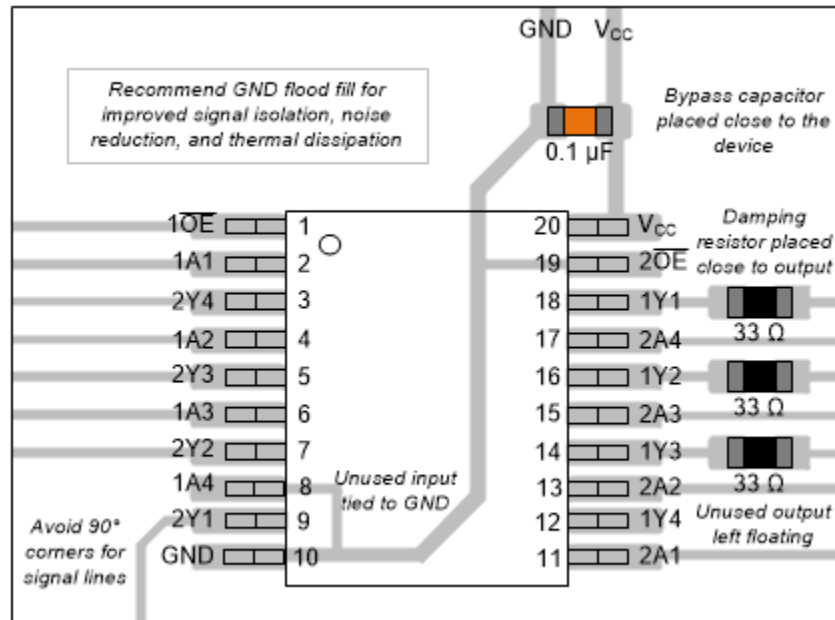 GND VCC
Recommend GND flood fill for
improved signal isolation, noise
reduction, and thermal dissipation
Bypass capacitor
placed close to the
device
0.1 µF
1O̅E̅ 1 20 VCC
Damping
resistor placed
close to output
1A1 2 19 2O̅E̅
2Y4 3 18 1Y1
33 Ω
1A2 4 17 2A4
2Y3 5 16 1Y2
33 Ω
1A3 6 15 2A3
2Y2 7 14 1Y3
33 Ω
1A4 8 13 2A2
Unused input
tied to GND
2Y1 9 12 1Y4
Unused output
left floating
Avoid 90°
corners for
signal lines
GND 10 11 2A1